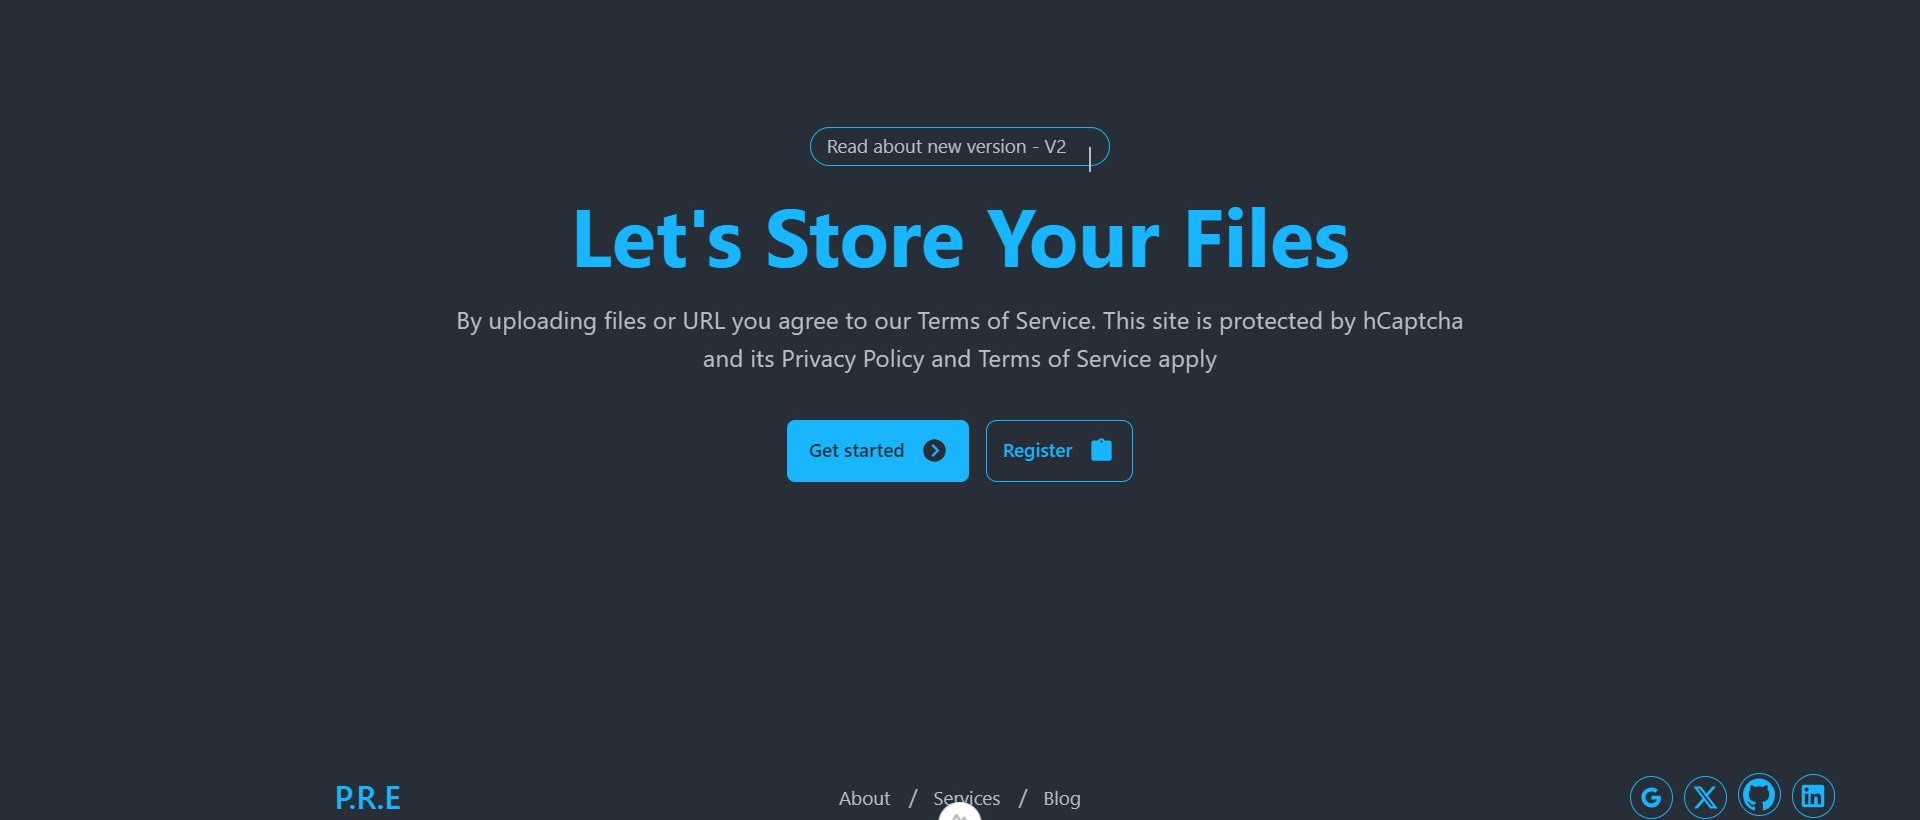 Read about new version - V2
Let's Store Your Files
By uploading files or URL you agree to our Terms of Service. This site is protected by hCaptcha
and its Privacy Policy and Terms of Service apply
Get started
Register
P.R.E
About / Services / Blog